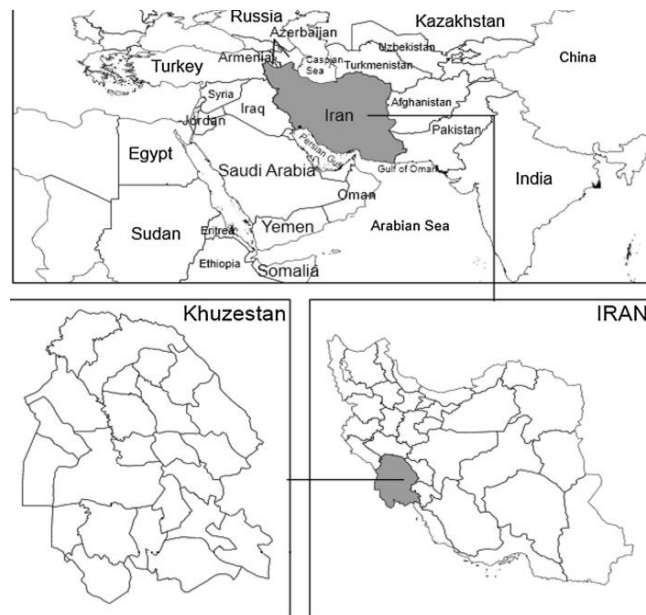 Russia
Kazakhstan
Azerbaijan
Armenia
Uzbekistan
China
Turkey
Caspian
Sea
Turkmenistan
Syria
Iraq
Iran
Afghanistan
Jordan
Pakistan
Egypt
Persian Gulf
Saudi Arabia
Gulf of Oman
India
Oman
Sudan
Eritrea
Yemen
Arabian Sea
Ethiopia
Somalia
Khuzestan
IRAN